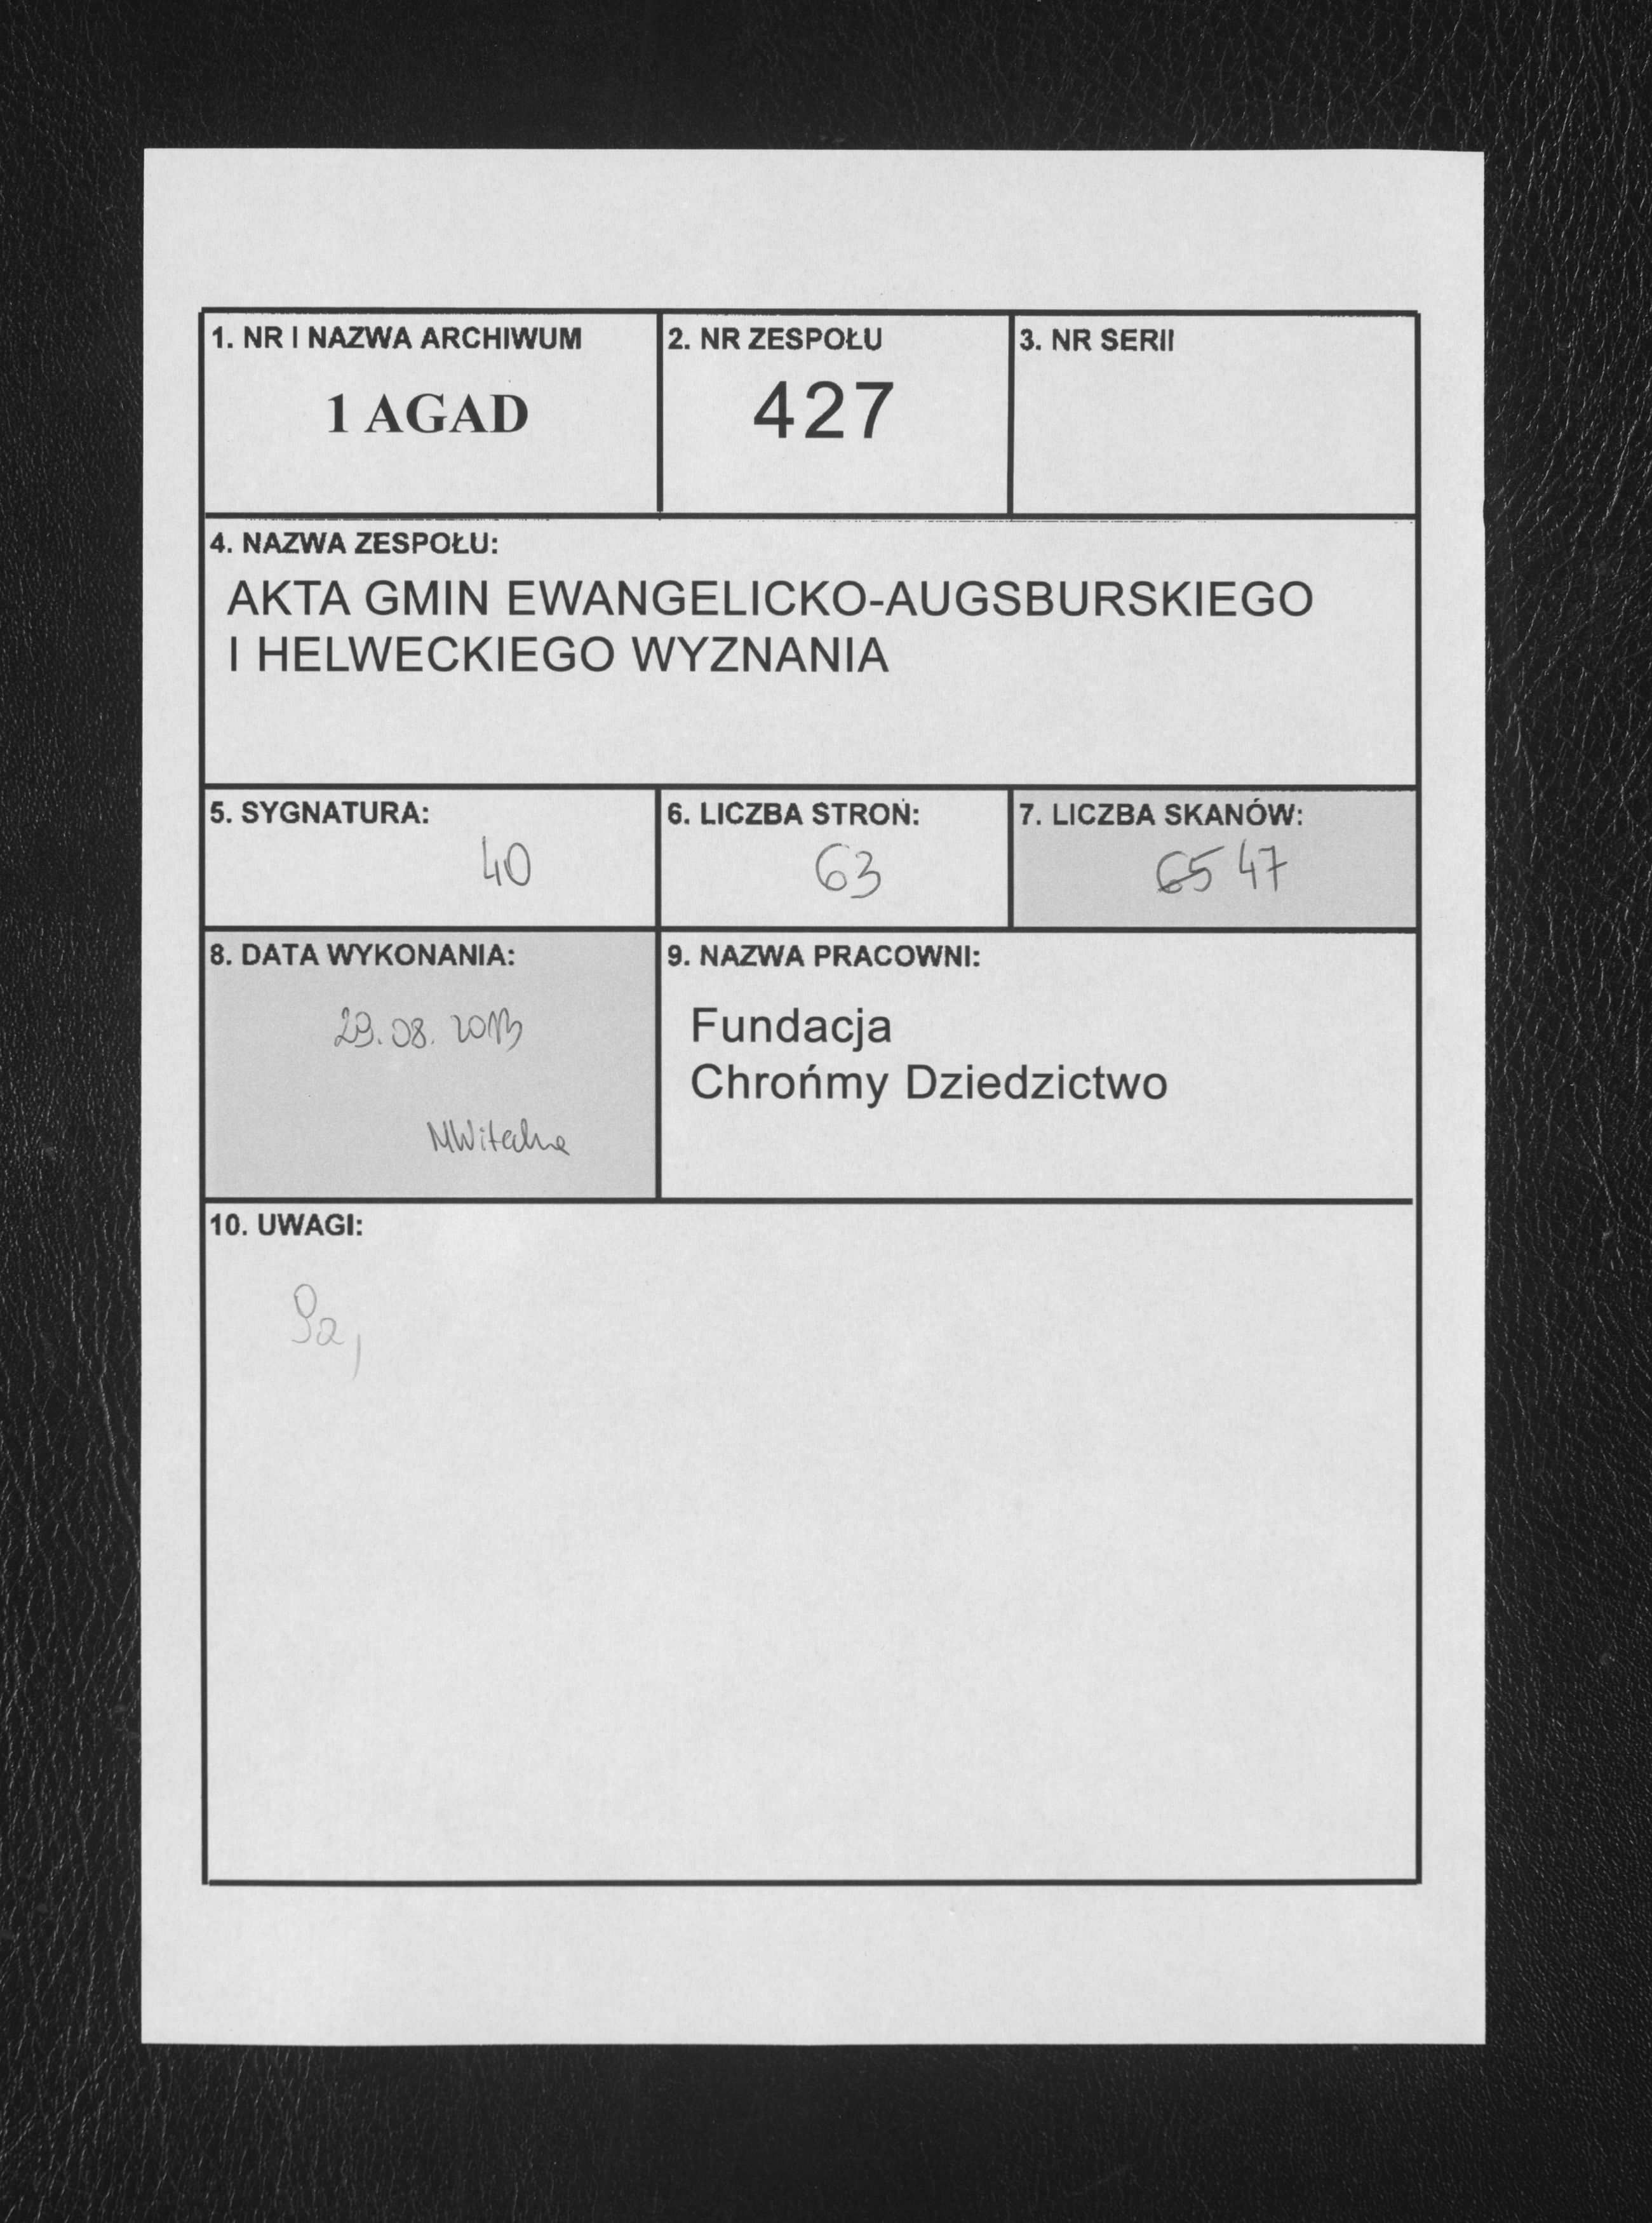 1. NR I NAZWA ARCHIWUM
1 AGAD
2. NR ZESPOŁU
427
3. NR SERII
4. NAZWA ZESPOŁU:
AKTA GMIN EWANGELICKO-AUGSBURSKIEGO
I HELWECKIEGO WYZNANIA
5. SYGNATURA:
40
6. LICZBA STRON:
63
7. LICZBA SKANÓW:
65 47
8. DATA WYKONANIA:
29.08.2013
9. NAZWA PRACOWNI:
Fundacja
Chrońmy Dziedzictwo
10. UWAGI:
9a,